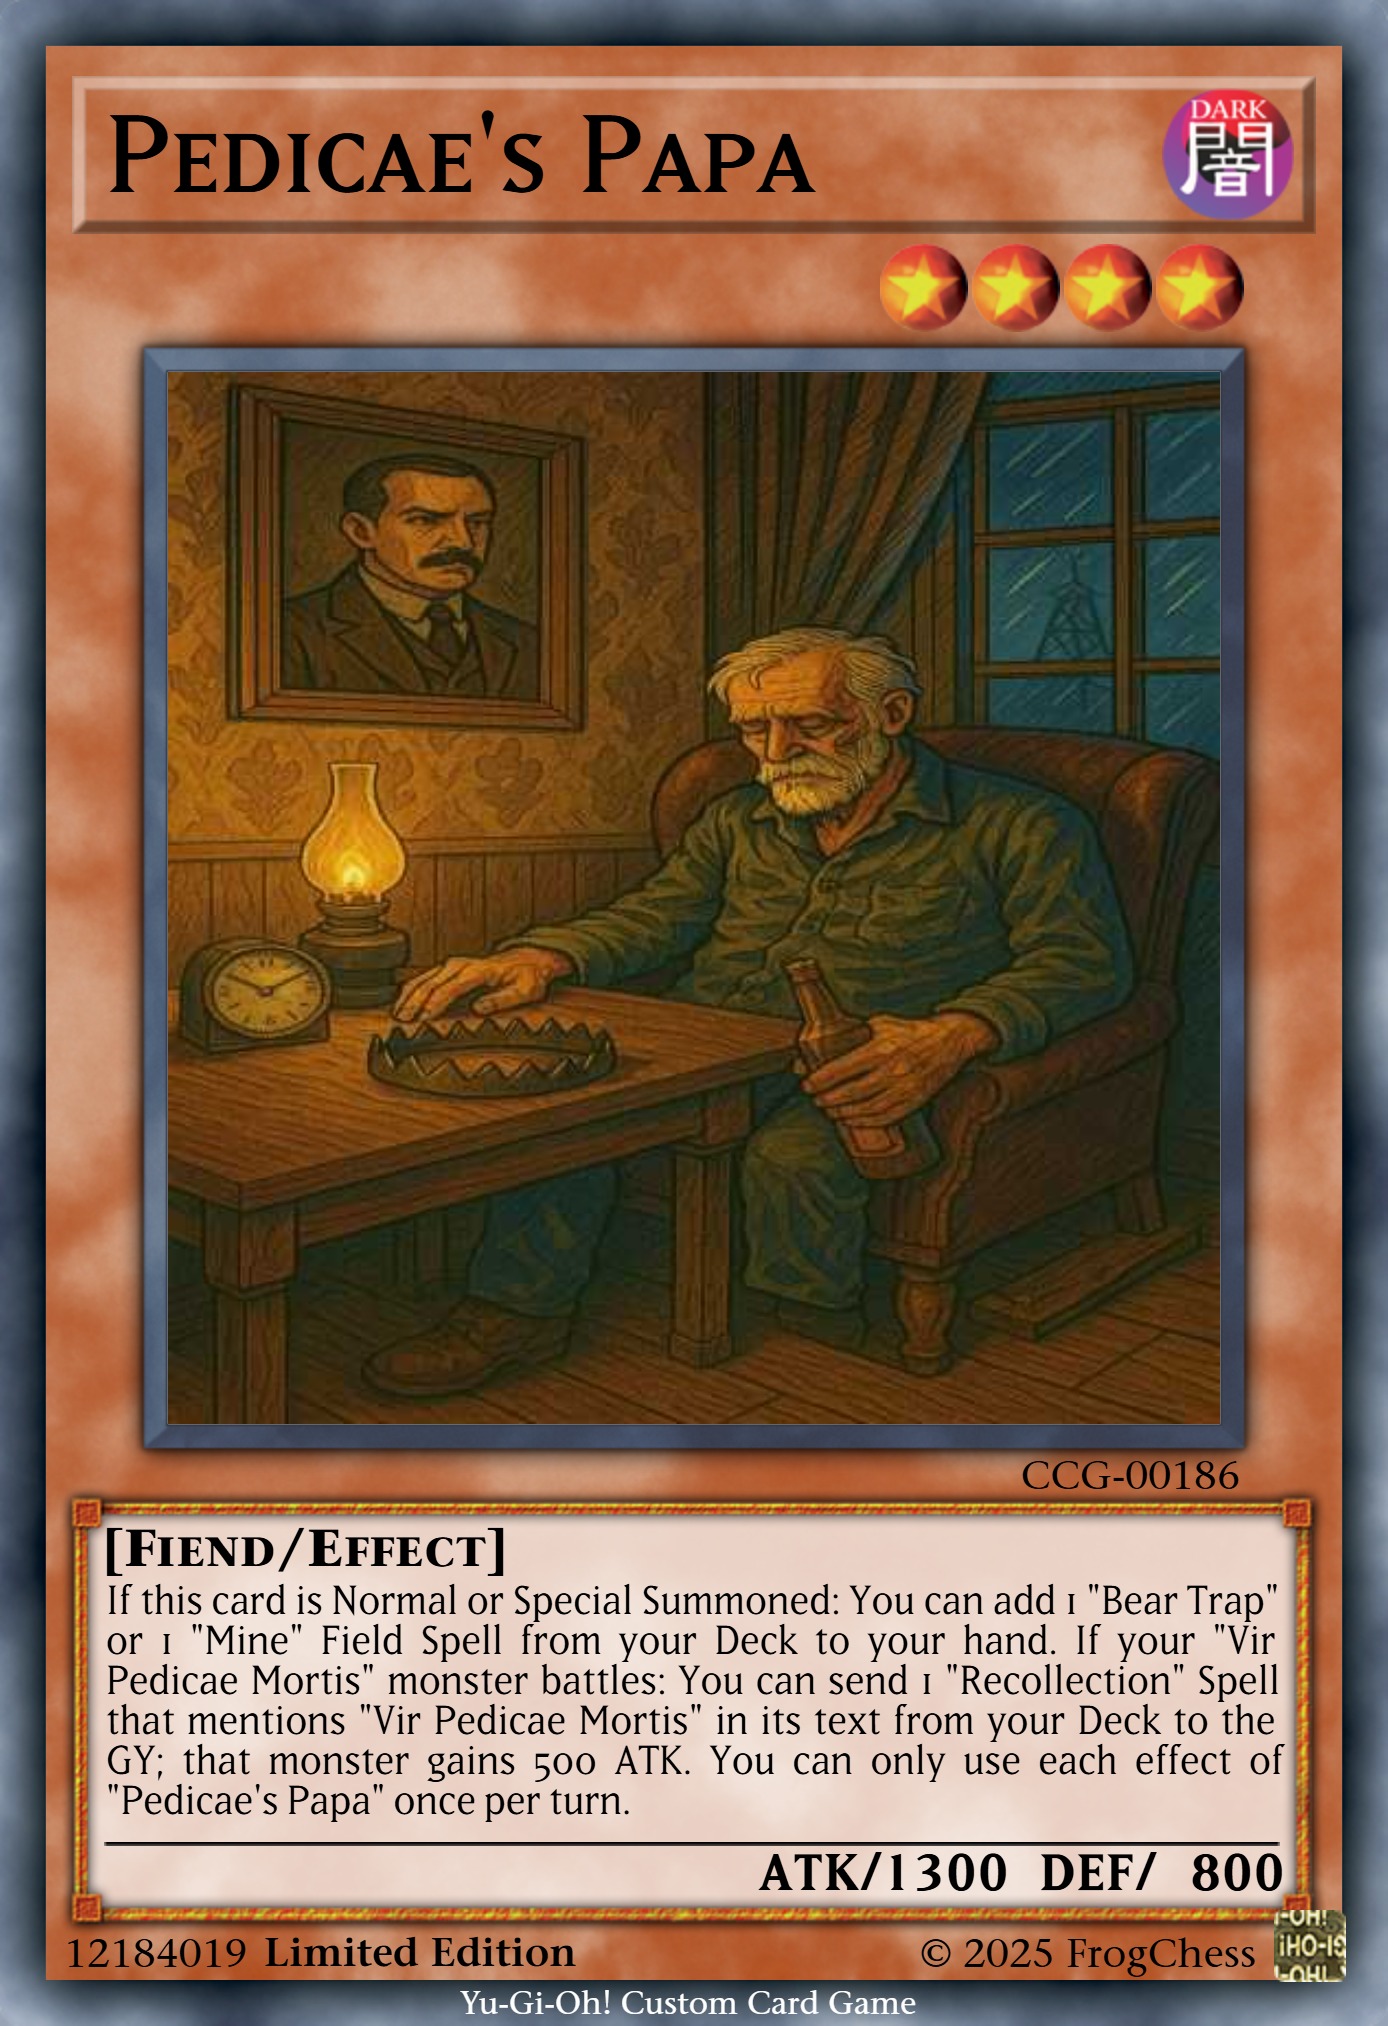 Pedicae's Papa
DARK
闇
CCG-00186
[Fiend/Effect]
If this card is Normal or Special Summoned: You can add 1 "Bear Trap"
or 1 "Mine" Field Spell from your Deck to your hand. If your "Vir
Pedicae Mortis" monster battles: You can send 1 "Recollection" Spell
that mentions "Vir Pedicae Mortis" in its text from your Deck to the
GY; that monster gains 500 ATK. You can only use each effect of
"Pedicae's Papa" once per turn.
ATK/1300 DEF/ 800
12184019 Limited Edition
© 2025 FrogChess
Yu-Gi-Oh! Custom Card Game